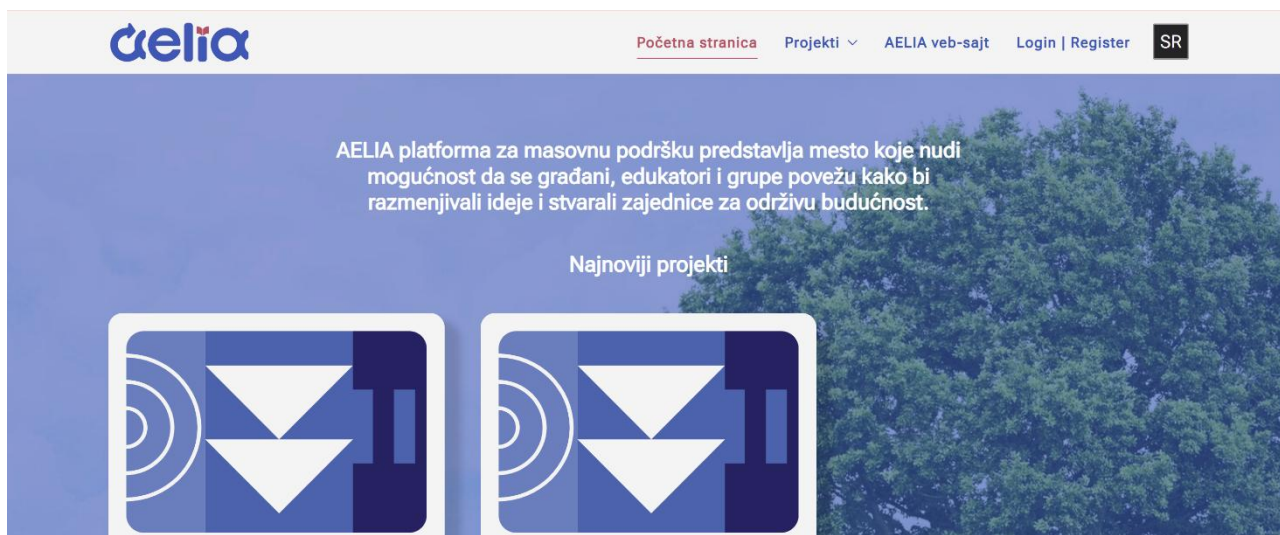 aelia
Početna stranica Projekti AELIA veb-sajt Login | Register SR
AELIA platforma za masovnu podršku predstavlja mesto koje nudi
mogućnost da se građani, edukatori i grupe povežu kako bi
razmenjivali ideje i stvarali zajednice za održivu budućnost.
Najnoviji projekti